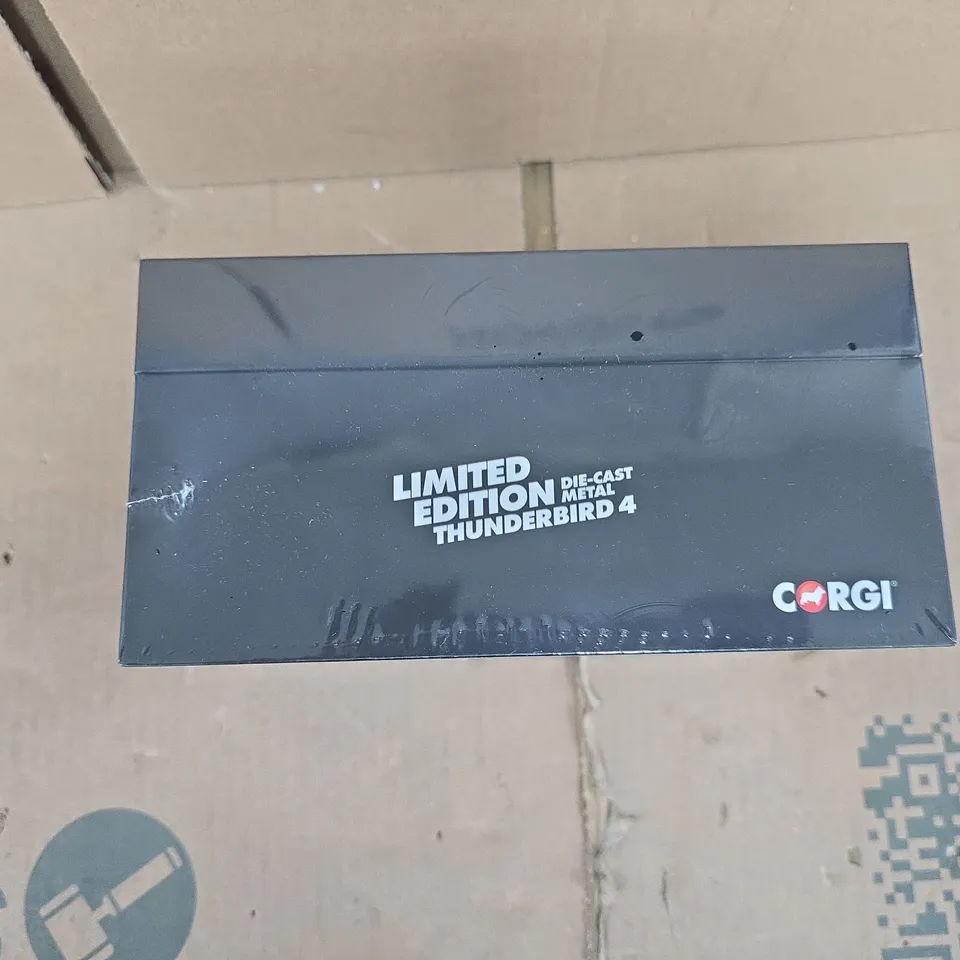 LIMITED
EDITION DIE-CAST METAL
THUNDERBIRD 4
CORGI®